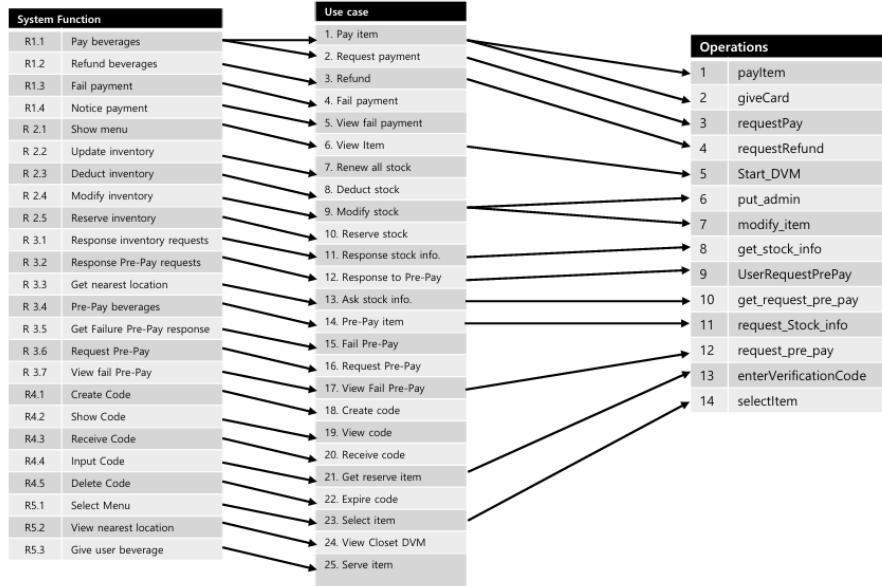 System Function
R1.1 Pay beverages
R1.2 Refund beverages
R1.3 Fail payment
R1.4 Notice payment
R 2.1 Show menu
R 2.2 Update inventory
R 2.3 Deduct inventory
R 2.4 Modify inventory
R 2.5 Reserve inventory
R 3.1 Response inventory requests
R 3.2 Response Pre-Pay requests
R 3.3 Get nearest location
R 3.4 Pre-Pay beverages
R 3.5 Get Failure Pre-Pay response
R 3.6 Request Pre-Pay
R 3.7 View fail Pre-Pay
R4.1 Create Code
R4.2 Show Code
R4.3 Receive Code
R4.4 Input Code
R4.5 Delete Code
R5.1 Select Menu
R5.2 View nearest location
R5.3 Give user beverage
Use case
1. Pay item
2. Request payment
3. Refund
4. Fail payment
5. View fail payment
6. View Item
7. Renew all stock
8. Deduct stock
9. Modify stock
10. Reserve stock
11. Response stock info.
12. Response to Pre-Pay
13. Ask stock info.
14. Pre-Pay item
15. Fail Pre-Pay
16. Request Pre-Pay
17. View Fail Pre-Pay
18. Create code
19. View code
20. Receive code
21. Get reserve item
22. Expire code
23. Select item
24. View Closet DVM
25. Serve item
Operations
1 payItem
2 giveCard
3 requestPay
4 requestRefund
5 Start_DVM
6 put_admin
7 modify_item
8 get_stock_info
9 UserRequestPrePay
10 get_request_pre_pay
11 request_Stock_info
12 request_pre_pay
13 enterVerificationCode
14 selectItem